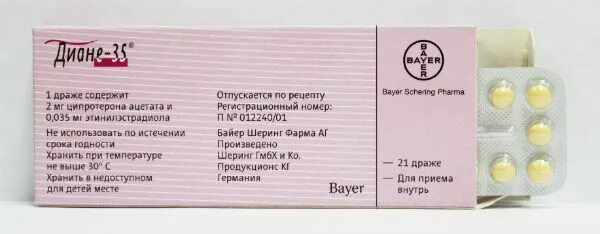 Диане-35®
1 драже содержит
2 мг ципротерона ацетата и
0,035 мг этинилэстрадиола
Не использовать по истечении
срока годности
Хранить при температуре
не выше 30° С
Хранить в недоступном
для детей месте
Отпускается по рецепту
Регистрационный номер:
П № 012240/01
Байер Шеринг Фарма АГ
Произведено
Шеринг ГмбХ и Ко.
Продукционс КГ
Германия
Bayer
BAYER
BAYER
Bayer Schering Pharma
— 21 драже
— Для приема
внутрь